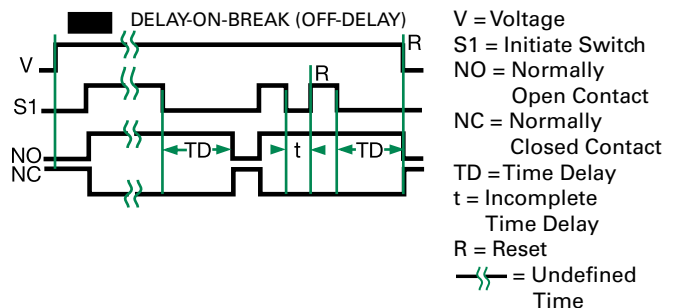 DELAY-ON-BREAK (OFF-DELAY)
V
R
S1
R
NO
NC
TD
t
TD
V = Voltage
S1 = Initiate Switch
NO = Normally
Open Contact
NC = Normally
Closed Contact
TD = Time Delay
t = Incomplete
Time Delay
R = Reset
= Undefined
Time